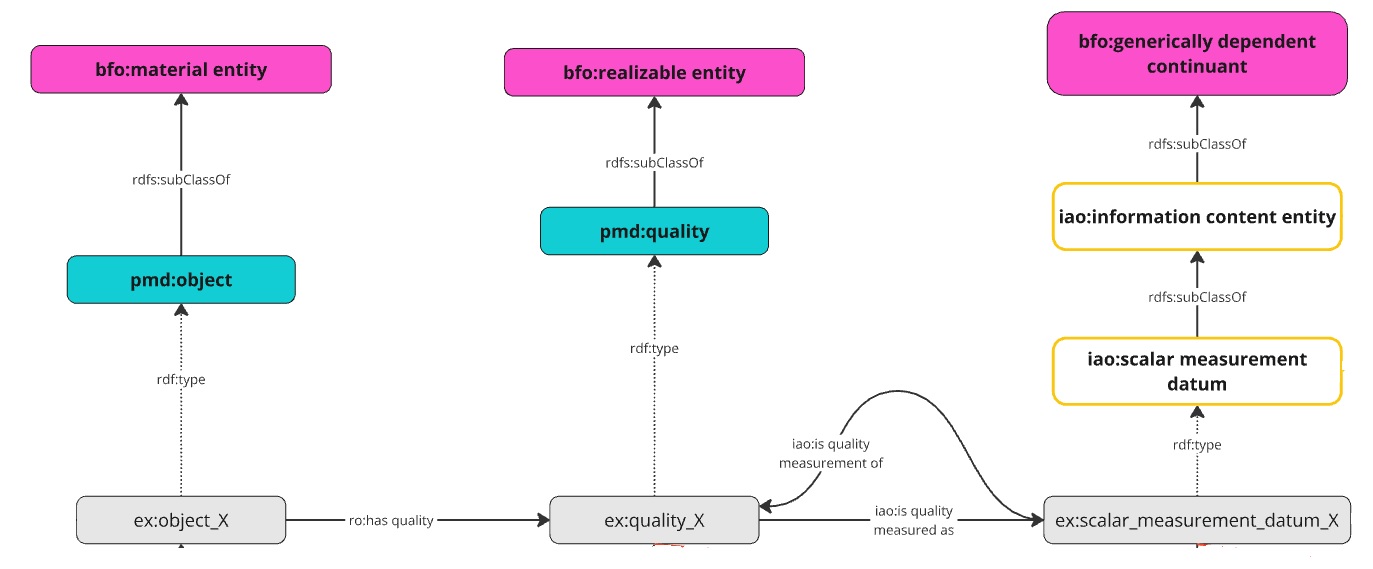 bfo:material entity
bfo:realizable entity
bfo:generically dependent
continuant
rdfs:subClassOf
rdfs:subClassOf
rdfs:subClassOf
iao:information content entity
pmd:object
pmd:quality
rdfs:subClassOf
iao:scalar measurement
datum
rdf:type
rdf:type
rdf:type
iao:is quality
measurement of
ex:object_X
ro:has quality
ex:quality_X
iao:is quality
measured as
ex:scalar_measurement_datum_X